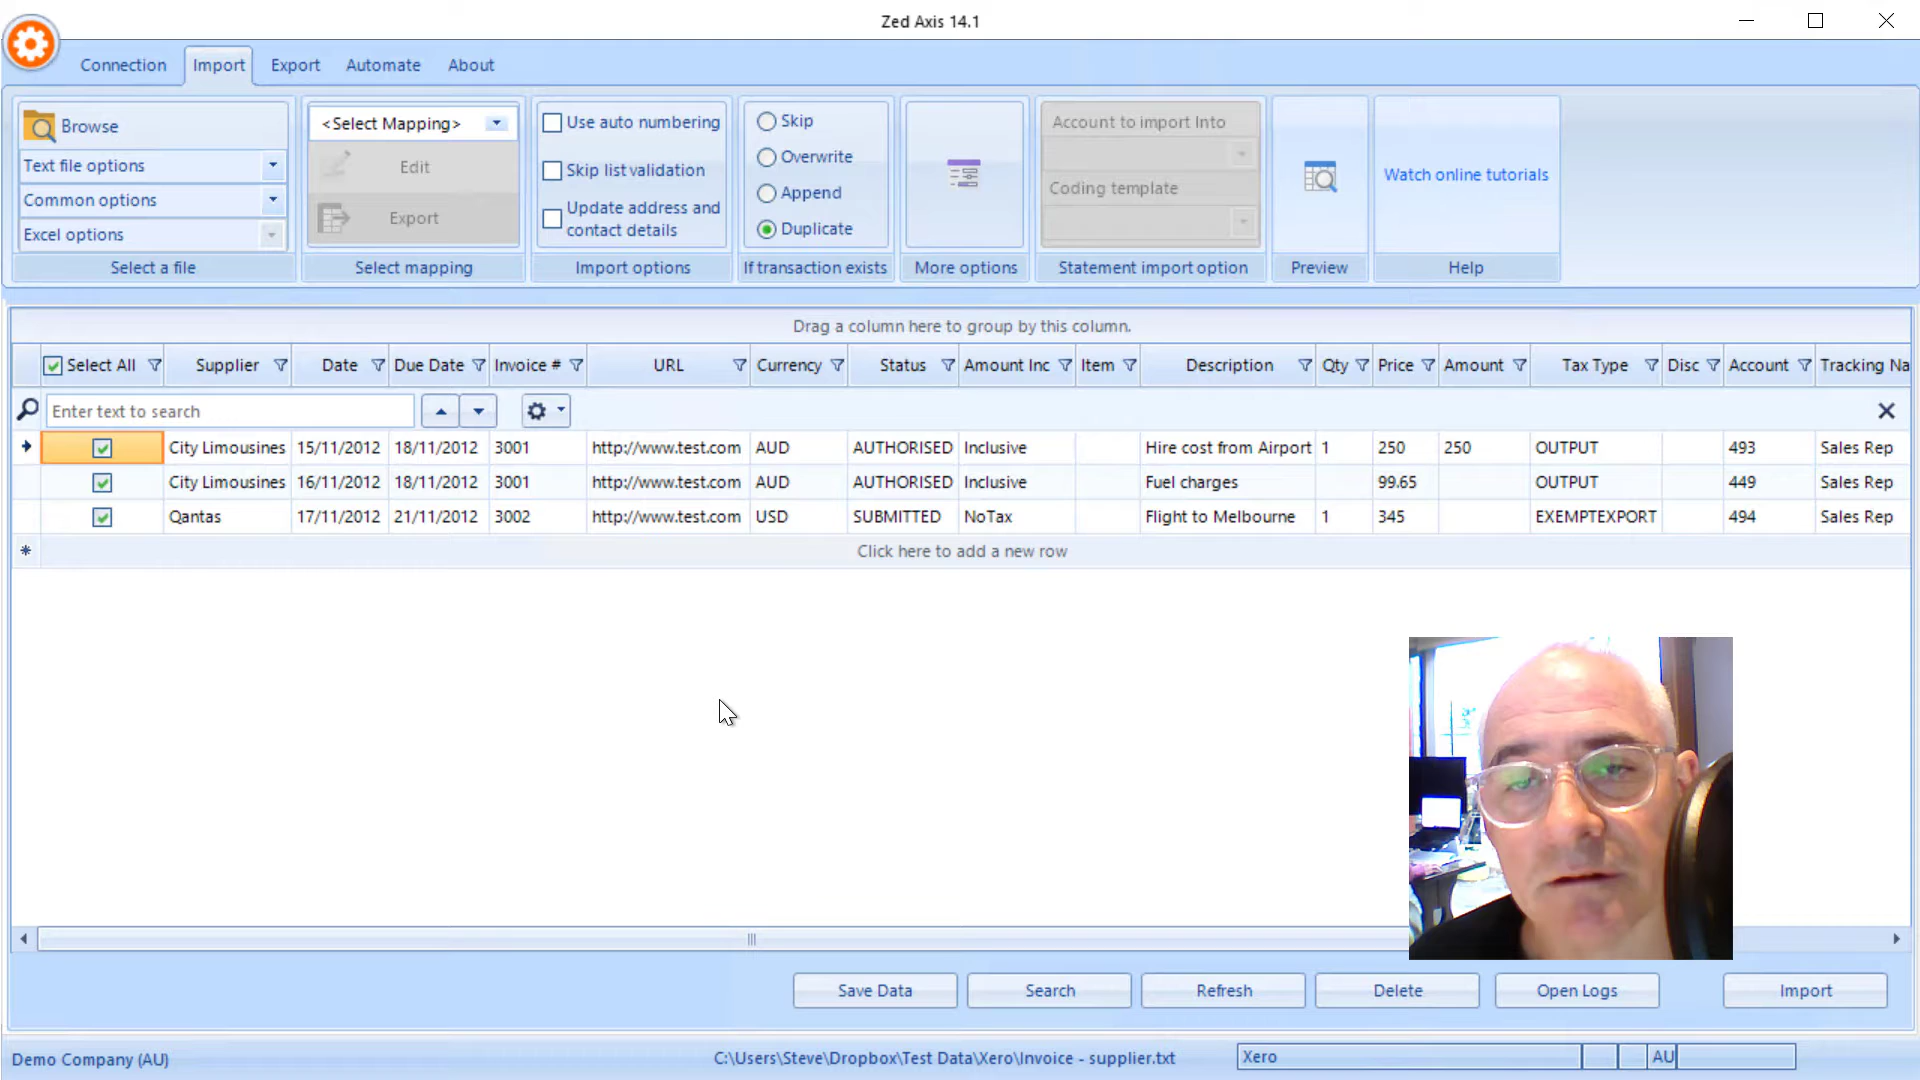 Zed Axis 14.1
Connection Import Export Automate About
Browse
Text file options
Common options
Excel options
Select a file
<Select Mapping>
Edit
Export
Select mapping
Use auto numbering
Skip list validation
Update address and
contact details
Import options
Skip
Overwrite
Append
Duplicate
If transaction exists
More options
Account to import Into
Coding template
Statement import option
Preview
Watch online tutorials
Help
Drag a column here to group by this column.
Select All Supplier Date Due Date Invoice # URL Currency Status Amount Inc Item Description Qty Price Amount Tax Type Disc Account Tracking Na
Enter text to search
City Limousines 15/11/2012 18/11/2012 3001 http://www.test.com AUD AUTHORISED Inclusive Hire cost from Airport 1 250 250 OUTPUT 493 Sales Rep
City Limousines 16/11/2012 18/11/2012 3001 http://www.test.com AUD AUTHORISED Inclusive Fuel charges 99.65 OUTPUT 449 Sales Rep
Qantas 17/11/2012 21/11/2012 3002 http://www.test.com USD SUBMITTED NoTax Flight to Melbourne 1 345 EXEMPTEXPORT 494 Sales Rep
Click here to add a new row
Save Data Search Refresh Delete Open Logs Import
Demo Company (AU) C:\Users\Steve\Dropbox\Test Data\Xero\Invoice - supplier.txt Xero AU